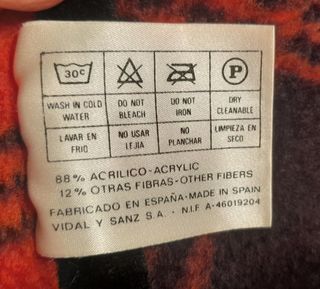 30°C
P
WASH IN COLD WATER
DO NOT BLEACH
DO NOT IRON
DRY CLEANABLE
LAVAR EN FRIO
NO USAR LEJIA
NO PLANCHAR
LIMPIEZA EN SECO
88% ACRILICO-ACRYLIC
12% OTRAS FIBRAS-OTHER FIBERS
FABRICADO EN ESPAÑA-MADE IN SPAIN
VIDAL Y SANZ S.A. - N.I.F A-46019204